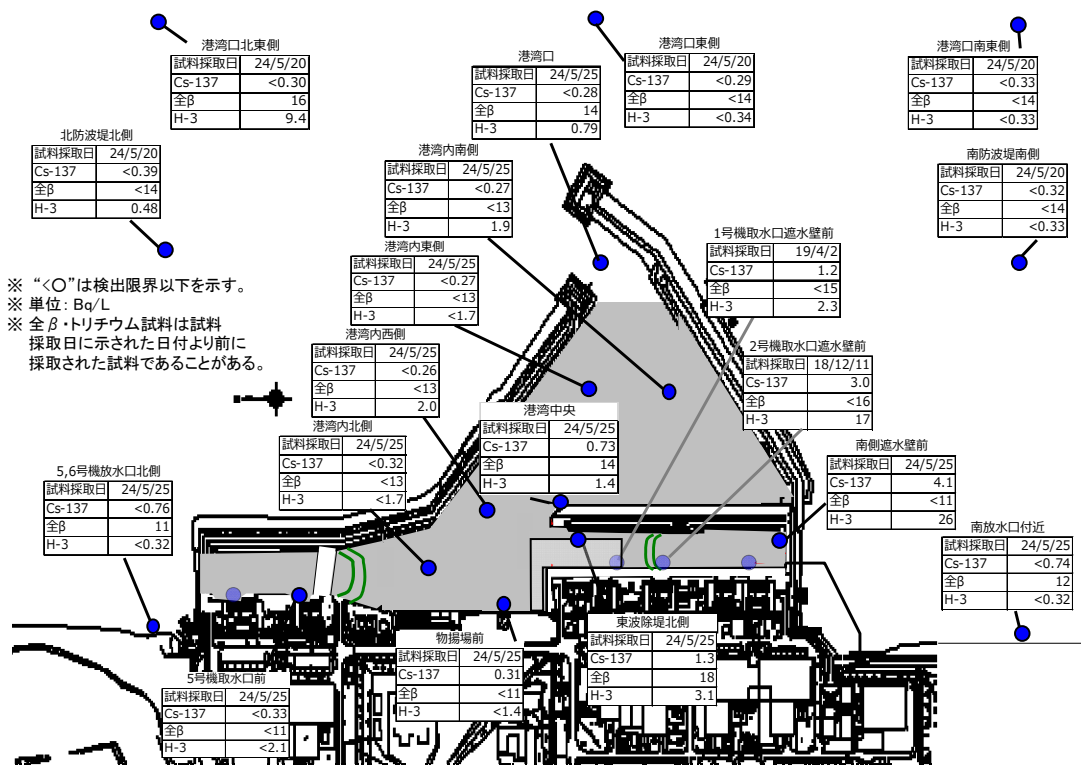 港湾口北東側
試料採取日 24/5/20
Cs-137 <0.30
全β 16
H-3 9.4
港湾口
試料採取日 24/5/25
Cs-137 <0.28
全β 14
H-3 0.79
港湾口東側
試料採取日 24/5/20
Cs-137 <0.29
全β <14
H-3 <0.34
港湾口南東側
試料採取日 24/5/20
Cs-137 <0.33
全β <14
H-3 <0.33
北防波堤北側
試料採取日 24/5/20
Cs-137 <0.39
全β <14
H-3 0.48
港湾内南側
試料採取日 24/5/25
Cs-137 <0.27
全β <13
H-3 1.9
南防波堤南側
試料採取日 24/5/20
Cs-137 <0.32
全β <14
H-3 <0.33
港湾内東側
試料採取日 24/5/25
Cs-137 <0.27
全β <13
H-3 <1.7
1号機取水口遮水壁前
試料採取日 19/4/2
Cs-137 1.2
全β <15
H-3 2.3
※ “<○”は検出限界以下を示す。
※ 単位: Bq/L
※ 全β・トリチウム試料は試料
採取日に示された日付より前に
採取された試料であることがある。
港湾内西側
試料採取日 24/5/25
Cs-137 <0.26
全β <13
H-3 2.0
2号機取水口遮水壁前
試料採取日 18/12/11
Cs-137 3.0
全β <16
H-3 17
港湾中央
試料採取日 24/5/25
Cs-137 0.73
全β 14
H-3 1.4
港湾内北側
試料採取日 24/5/25
Cs-137 <0.32
全β <13
H-3 <1.7
南側遮水壁前
試料採取日 24/5/25
Cs-137 4.1
全β <11
H-3 26
5,6号機放水口北側
試料採取日 24/5/25
Cs-137 <0.76
全β 11
H-3 <0.32
南放水口付近
試料採取日 24/5/25
Cs-137 <0.74
全β 12
H-3 <0.32
東波除堤北側
試料採取日 24/5/25
Cs-137 1.3
全β 18
H-3 3.1
物揚場前
試料採取日 24/5/25
Cs-137 0.31
全β <11
H-3 <1.4
5号機取水口前
試料採取日 24/5/25
Cs-137 <0.33
全β <11
H-3 <2.1